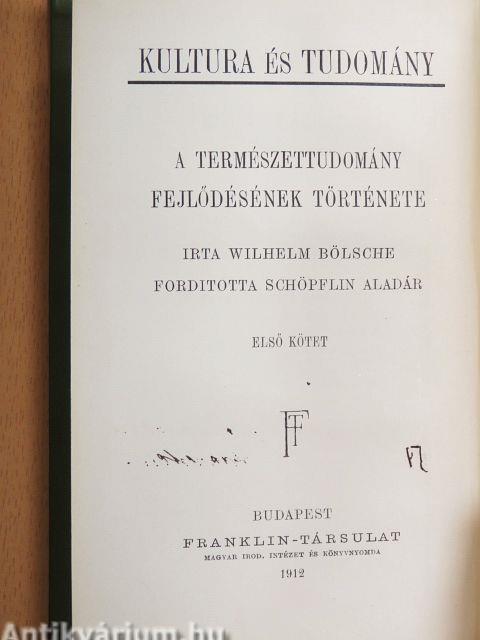 KULTURA ÉS TUDOMÁNY
A TERMÉSZETTUDOMÁNY
FEJLŐDÉSÉNEK TÖRTÉNETE
IRTA WILHELM BÖLSCHE
FORDITOTTA SCHÖPFLIN ALADÁR
ELSŐ KÖTET
FT
BUDAPEST
FRANKLIN-TÁRSULAT
MAGYAR IROD. INTÉZET ÉS KÖNYVNYOMDA
1912
Antikvárium.hu